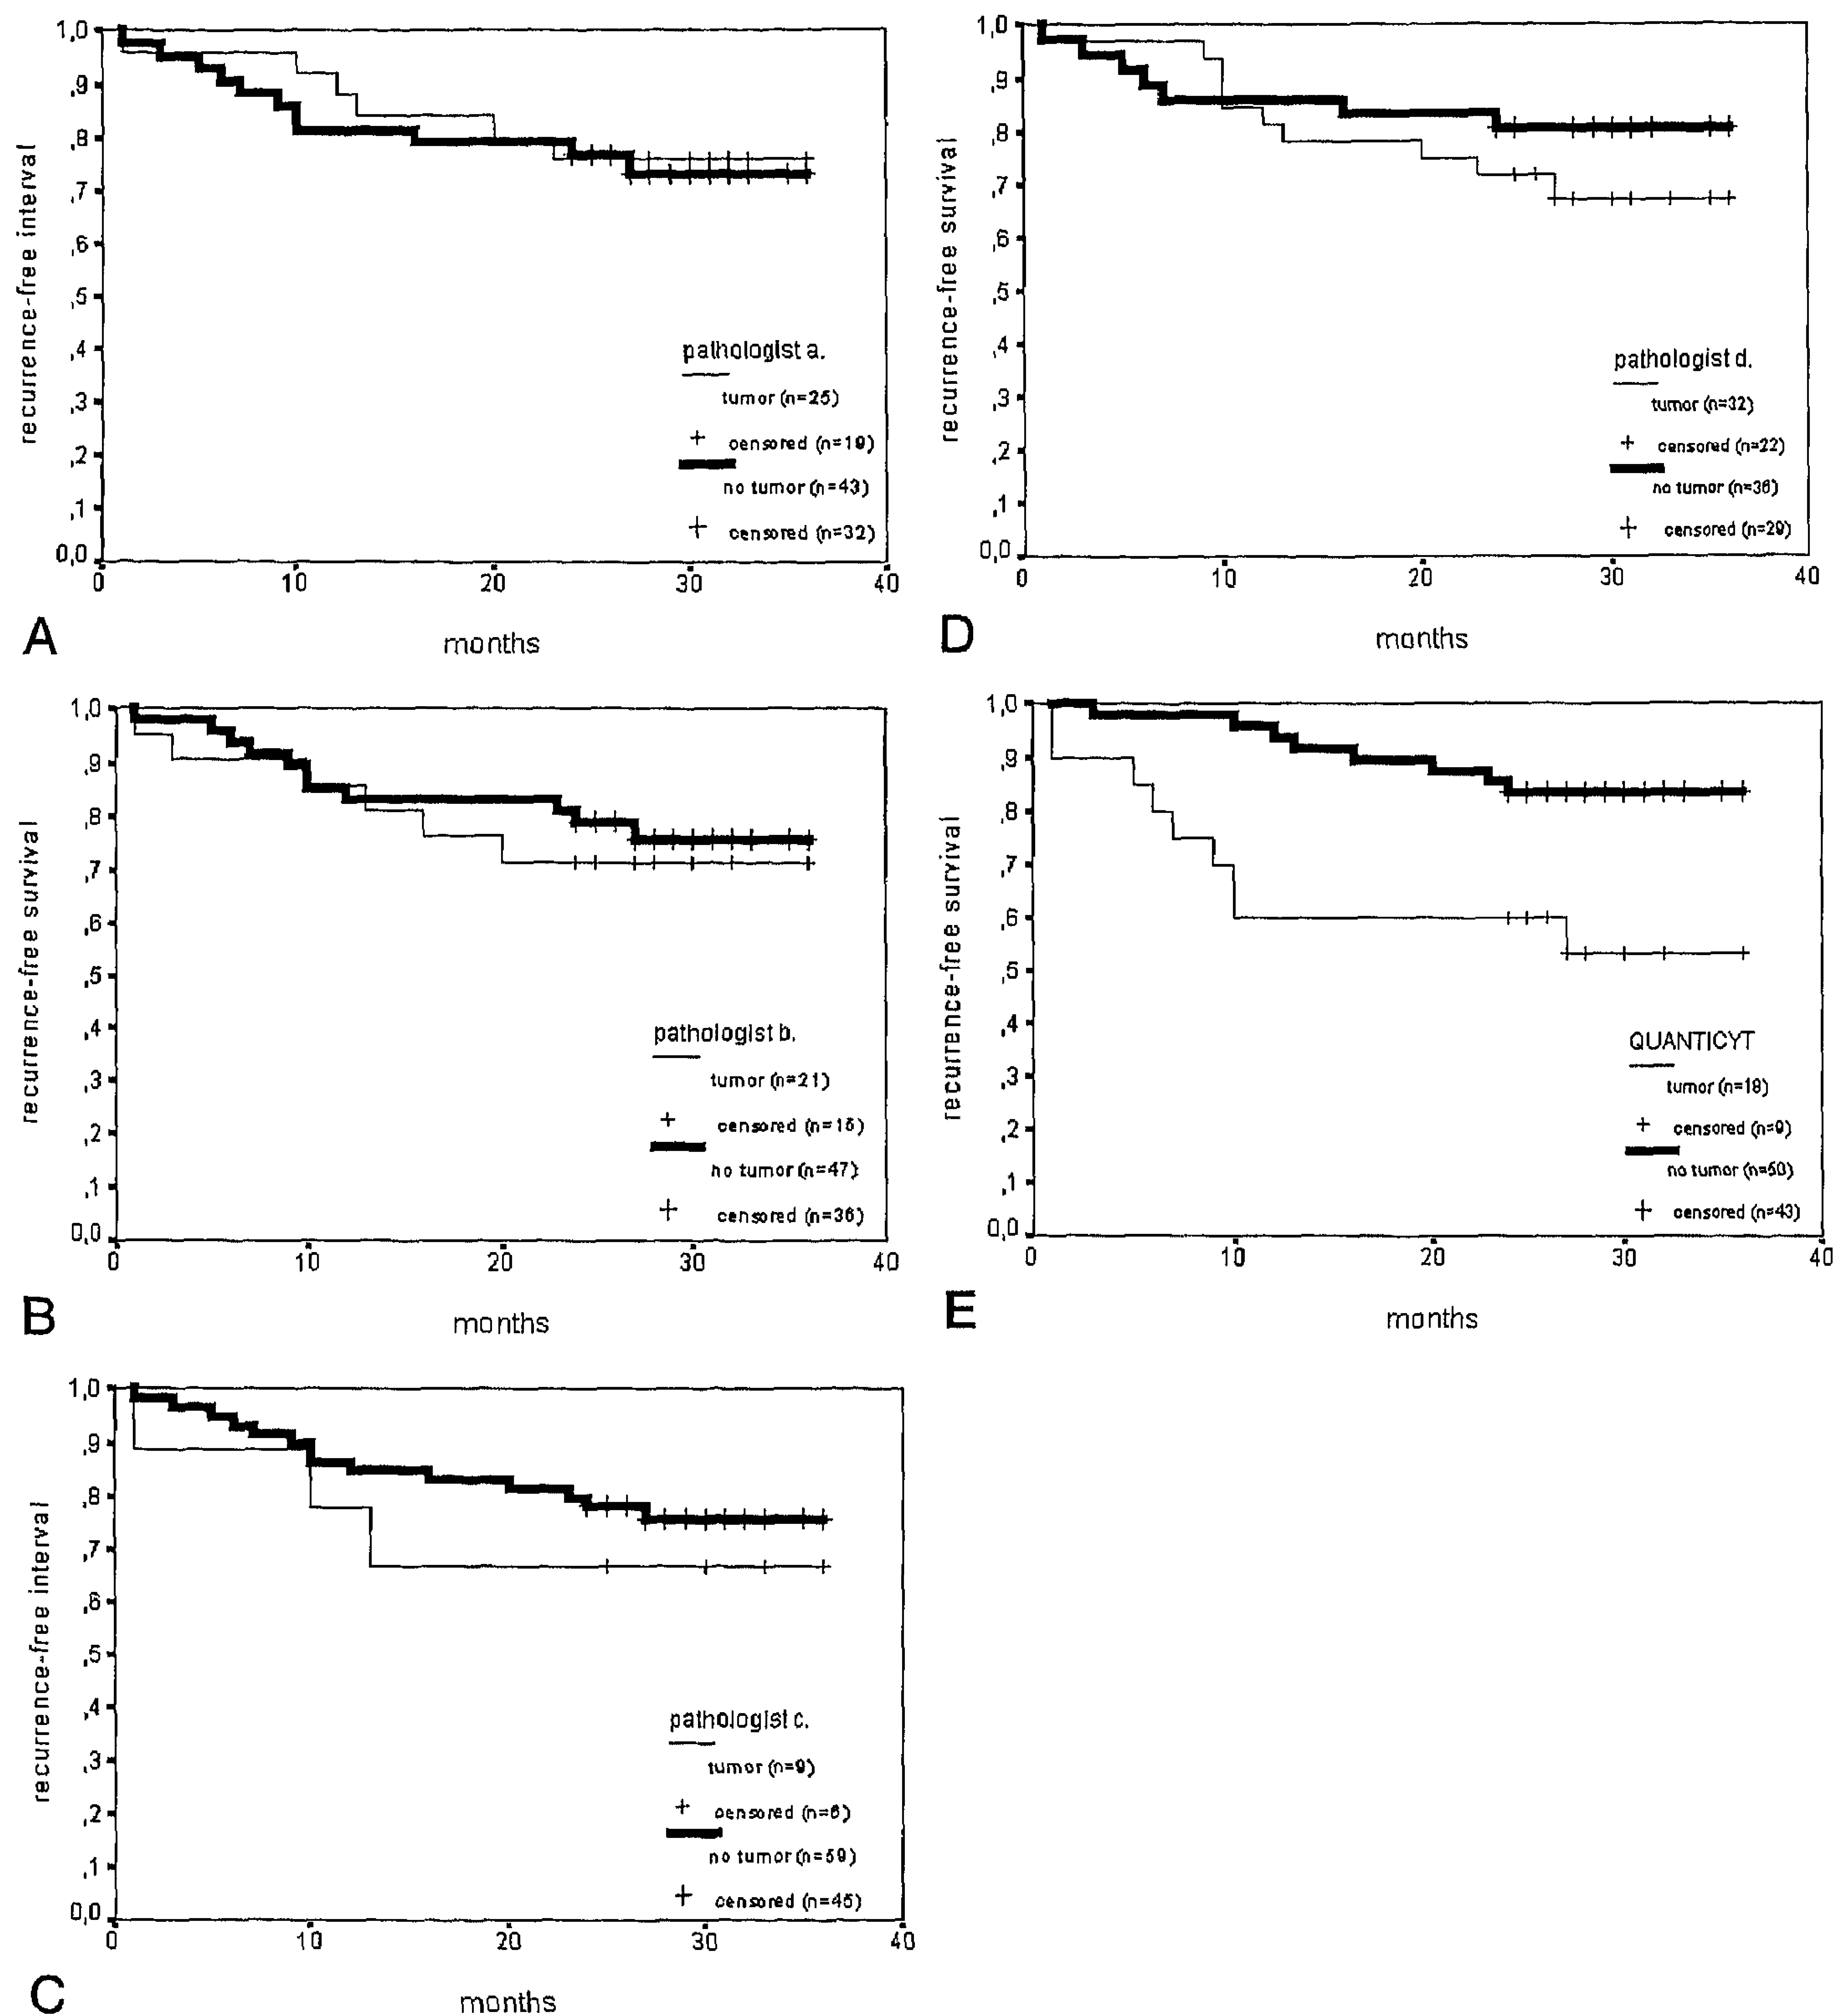 1,0
,9
,8
,7
,6
,5
,4
,3
,2
,1
0,0
recurrence-free interval
pathologist a.
tumor (n=25)
+ censored (n=19)
no tumor (n=43)
+ censored (n=32)
0 10 20 30 40
A
months
1,0
,9
,8
,7
,6
,5
,4
,3
,2
,1
0,0
recurrence-free survival
pathologist b.
tumor (n=21)
+ censored (n=15)
no tumor (n=47)
+ censored (n=36)
0 10 20 30 40
B
months
1,0
,9
,8
,7
,6
,5
,4
,3
,2
,1
0,0
recurrence-free interval
pathologist c.
tumor (n=9)
+ censored (n=6)
no tumor (n=59)
+ censored (n=45)
0 10 20 30 40
C
months
1,0
,9
,8
,7
,6
,5
,4
,3
,2
,1
0,0
recurrence-free survival
pathologist d.
tumor (n=32)
+ censored (n=22)
no tumor (n=36)
+ censored (n=29)
0 10 20 30 40
D
months
1,0
,9
,8
,7
,6
,5
,4
,3
,2
,1
0,0
recurrence-free survival
QUANTICYT
tumor (n=18)
+ censored (n=9)
no tumor (n=50)
+ censored (n=43)
0 10 20 30 40
E
months